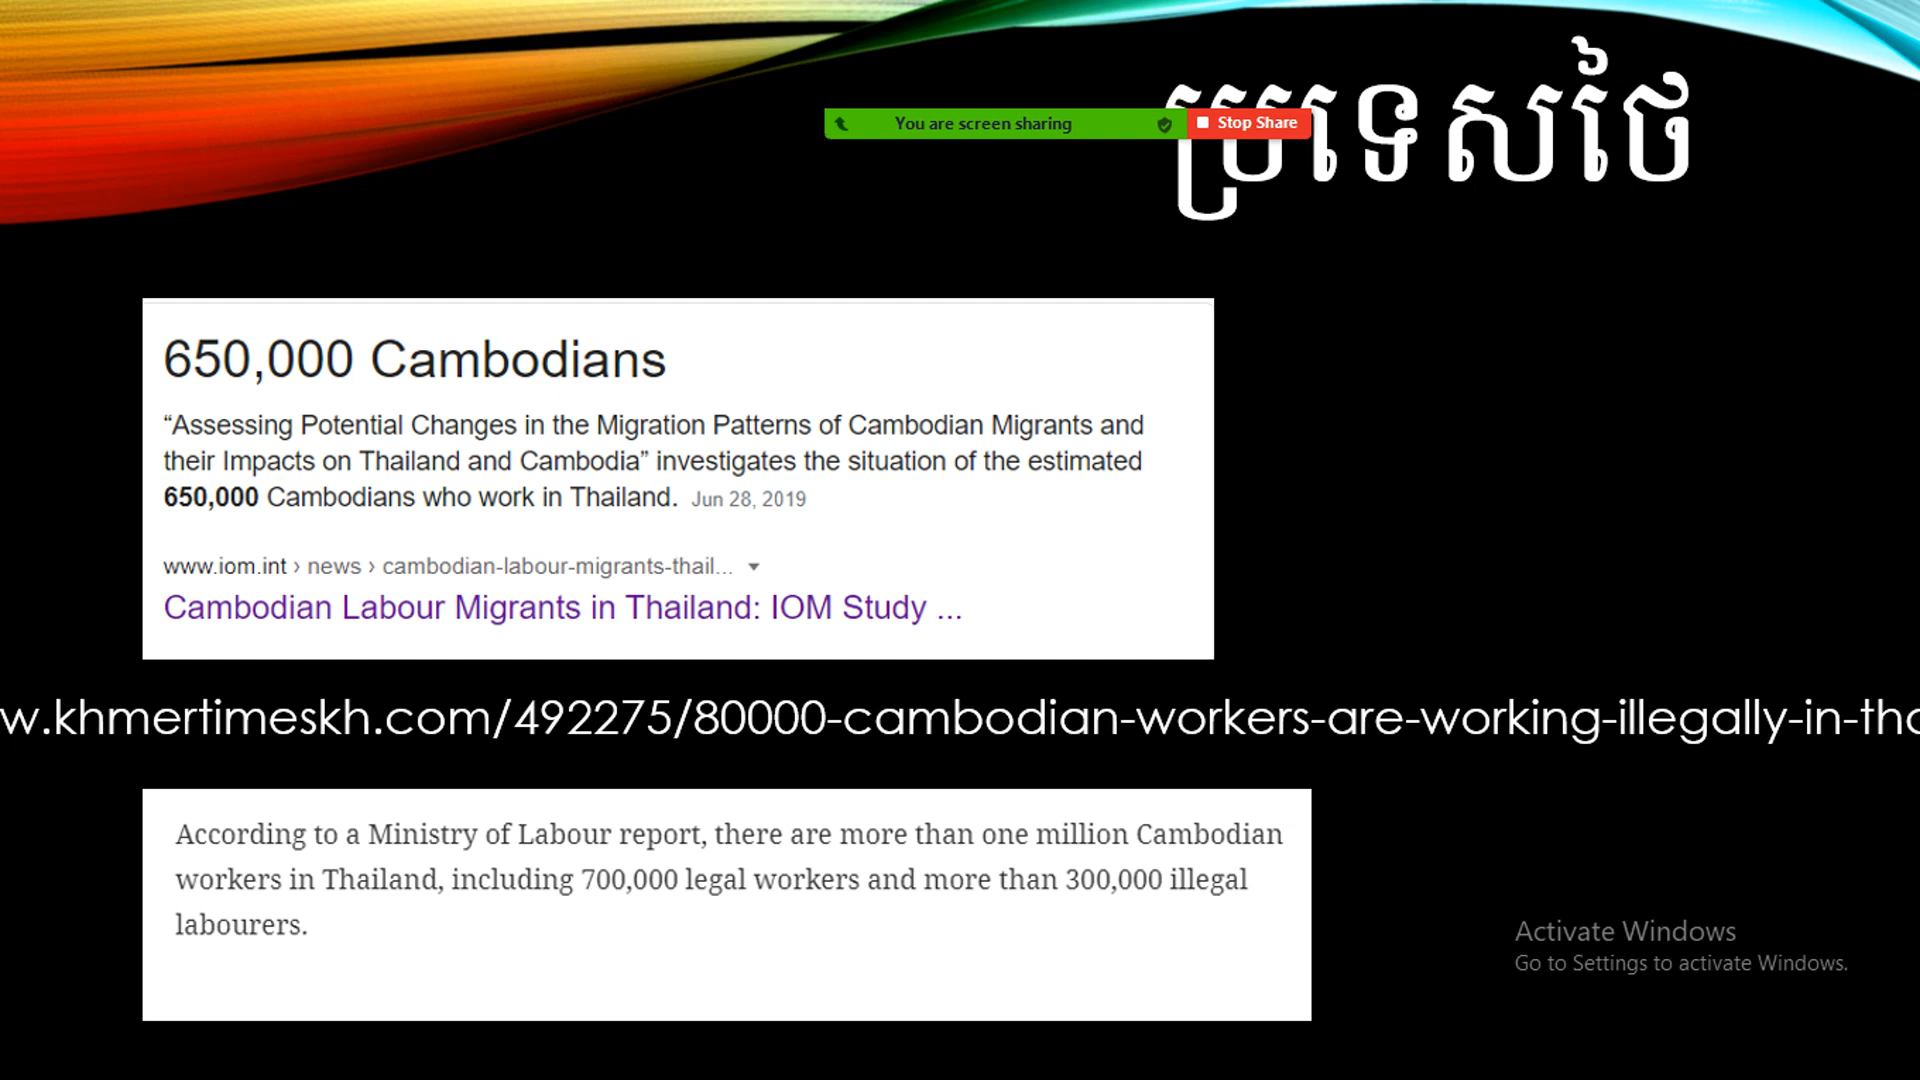 ប្រទេសថៃ
You are screen sharing
Stop Share
650,000 Cambodians
“Assessing Potential Changes in the Migration Patterns of Cambodian Migrants and
their Impacts on Thailand and Cambodia” investigates the situation of the estimated
650,000 Cambodians who work in Thailand. Jun 28, 2019
www.iom.int › news › cambodian-labour-migrants-thail...
Cambodian Labour Migrants in Thailand: IOM Study ...
w.khmertimeskh.com/492275/80000-cambodian-workers-are-working-illegally-in-tha
According to a Ministry of Labour report, there are more than one million Cambodian
workers in Thailand, including 700,000 legal workers and more than 300,000 illegal
labourers.
Activate Windows
Go to Settings to activate Windows.